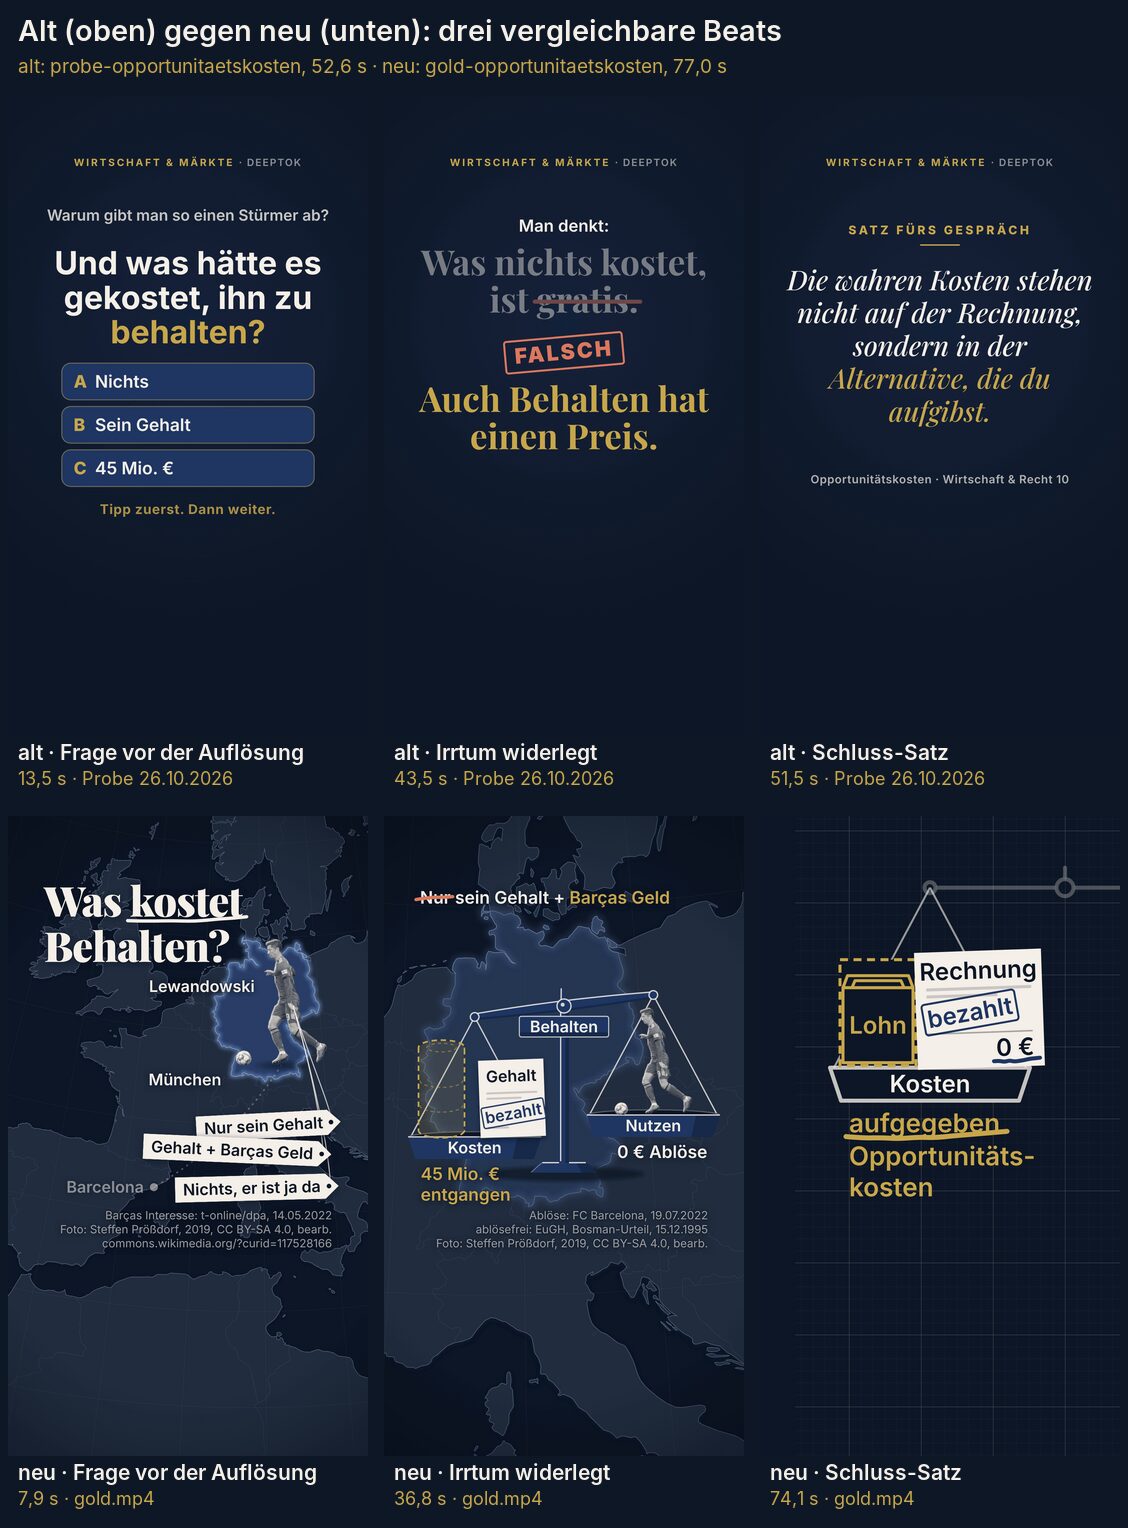 Alt (oben) gegen neu (unten): drei vergleichbare Beats
alt: probe-opportunitaetskosten, 52,6 s · neu: gold-opportunitaetskosten, 77,0 s
WIRTSCHAFT & MÄRKTE · DEEPTOK
Warum gibt man so einen Stürmer ab?
Und was hätte es
gekostet, ihn zu
behalten?
A Nichts
B Sein Gehalt
C 45 Mio. €
Tipp zuerst. Dann weiter.
alt · Frage vor der Auflösung
13,5 s · Probe 26.10.2026
WIRTSCHAFT & MÄRKTE · DEEPTOK
Man denkt:
Was nichts kostet,
ist gratis.
FALSCH
Auch Behalten hat
einen Preis.
alt · Irrtum widerlegt
43,5 s · Probe 26.10.2026
WIRTSCHAFT & MÄRKTE · DEEPTOK
SATZ FÜRS GESPRÄCH
Die wahren Kosten stehen
nicht auf der Rechnung,
sondern in der
Alternative, die du
aufgibst.
Opportunitätskosten · Wirtschaft & Recht 10
alt · Schluss-Satz
51,5 s · Probe 26.10.2026
Was kostet
Behalten?
Lewandowski
München
Nur sein Gehalt
Gehalt + Barças Geld
Barcelona
Nichts, er ist ja da
Barças Interesse: t-online/dpa, 14.05.2022
Foto: Steffen Prößdorf, 2019, CC BY-SA 4.0, bearb.
commons.wikimedia.org/?curid=117528166
neu · Frage vor der Auflösung
7,9 s · gold.mp4
Nur sein Gehalt + Barças Geld
Behalten
Gehalt
bezahlt
Kosten
Nutzen
45 Mio. €
entgangen
0 € Ablöse
Ablöse: FC Barcelona, 19.07.2022
ablösefrei: EuGH, Bosman-Urteil, 15.12.1995
Foto: Steffen Prößdorf, 2019, CC BY-SA 4.0, bearb.
neu · Irrtum widerlegt
36,8 s · gold.mp4
Rechnung
bezahlt
Lohn
0 €
Kosten
aufgegeben
Opportunitäts-
kosten
neu · Schluss-Satz
74,1 s · gold.mp4